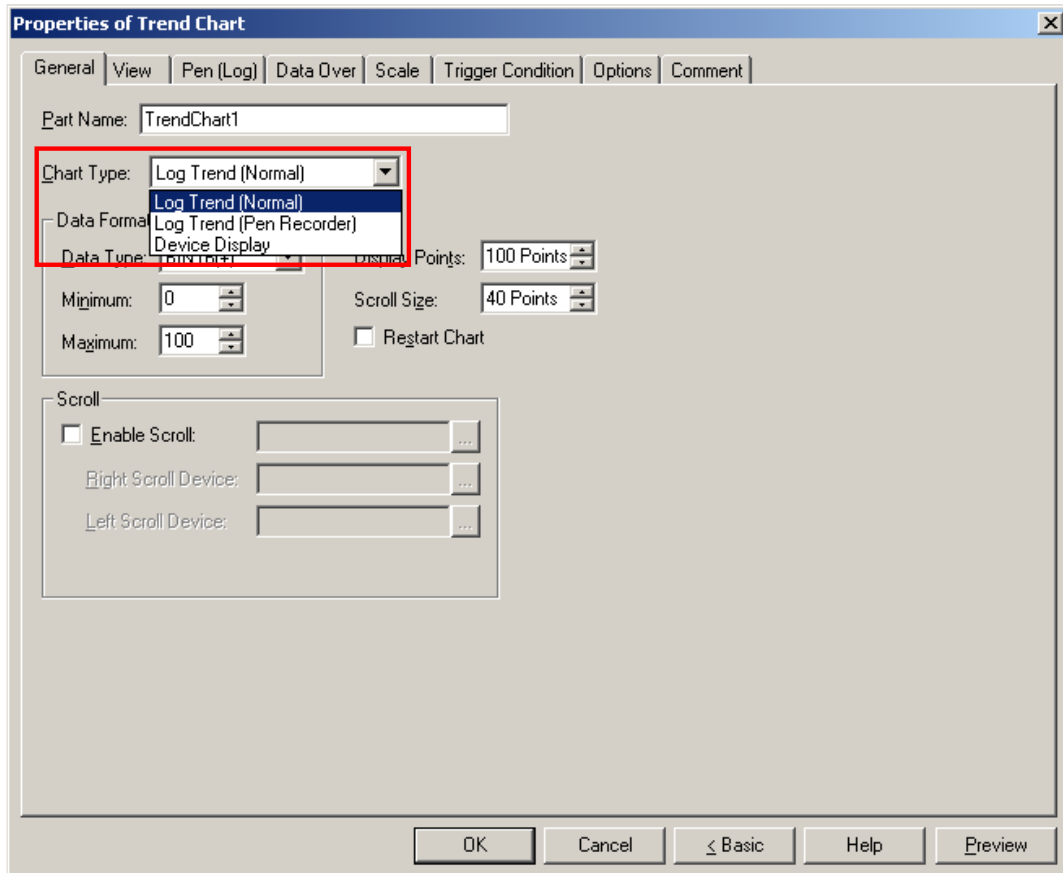 Properties of Trend Chart
General View Pen (Log) Data Over Scale Trigger Condition Options Comment
Part Name: TrendChart1
Chart Type: Log Trend (Normal)
Log Trend (Normal)
Data Format Log Trend (Pen Recorder)
Device Display
Data Type: Display Points: 100 Points
Minimum: 0 Scroll Size: 40 Points
Maximum: 100 Restart Chart
Scroll
Enable Scroll: ...
Right Scroll Device: ...
Left Scroll Device: ...
OK Cancel < Basic Help Preview